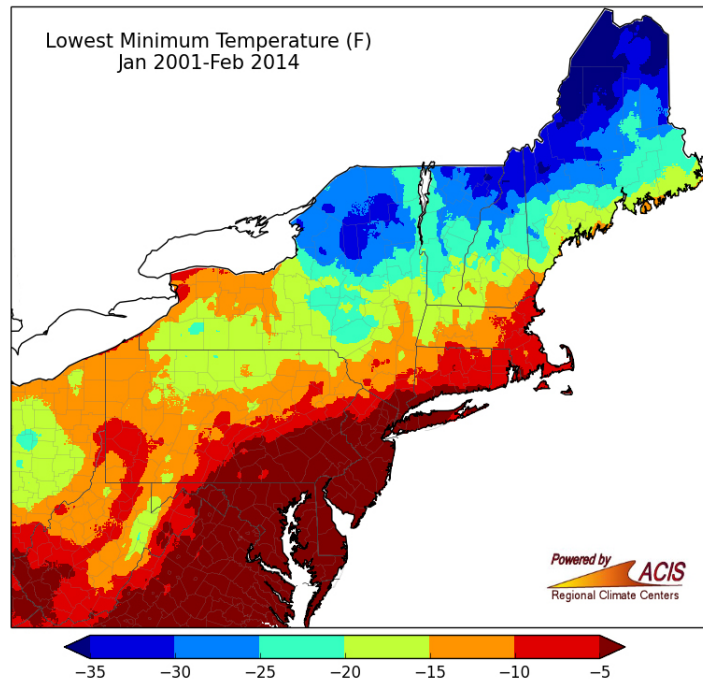 Lowest Minimum Temperature (F)
Jan 2001-Feb 2014
Powered by
ACIS
Regional Climate Centers
−35 −30 −25 −20 −15 −10 −5